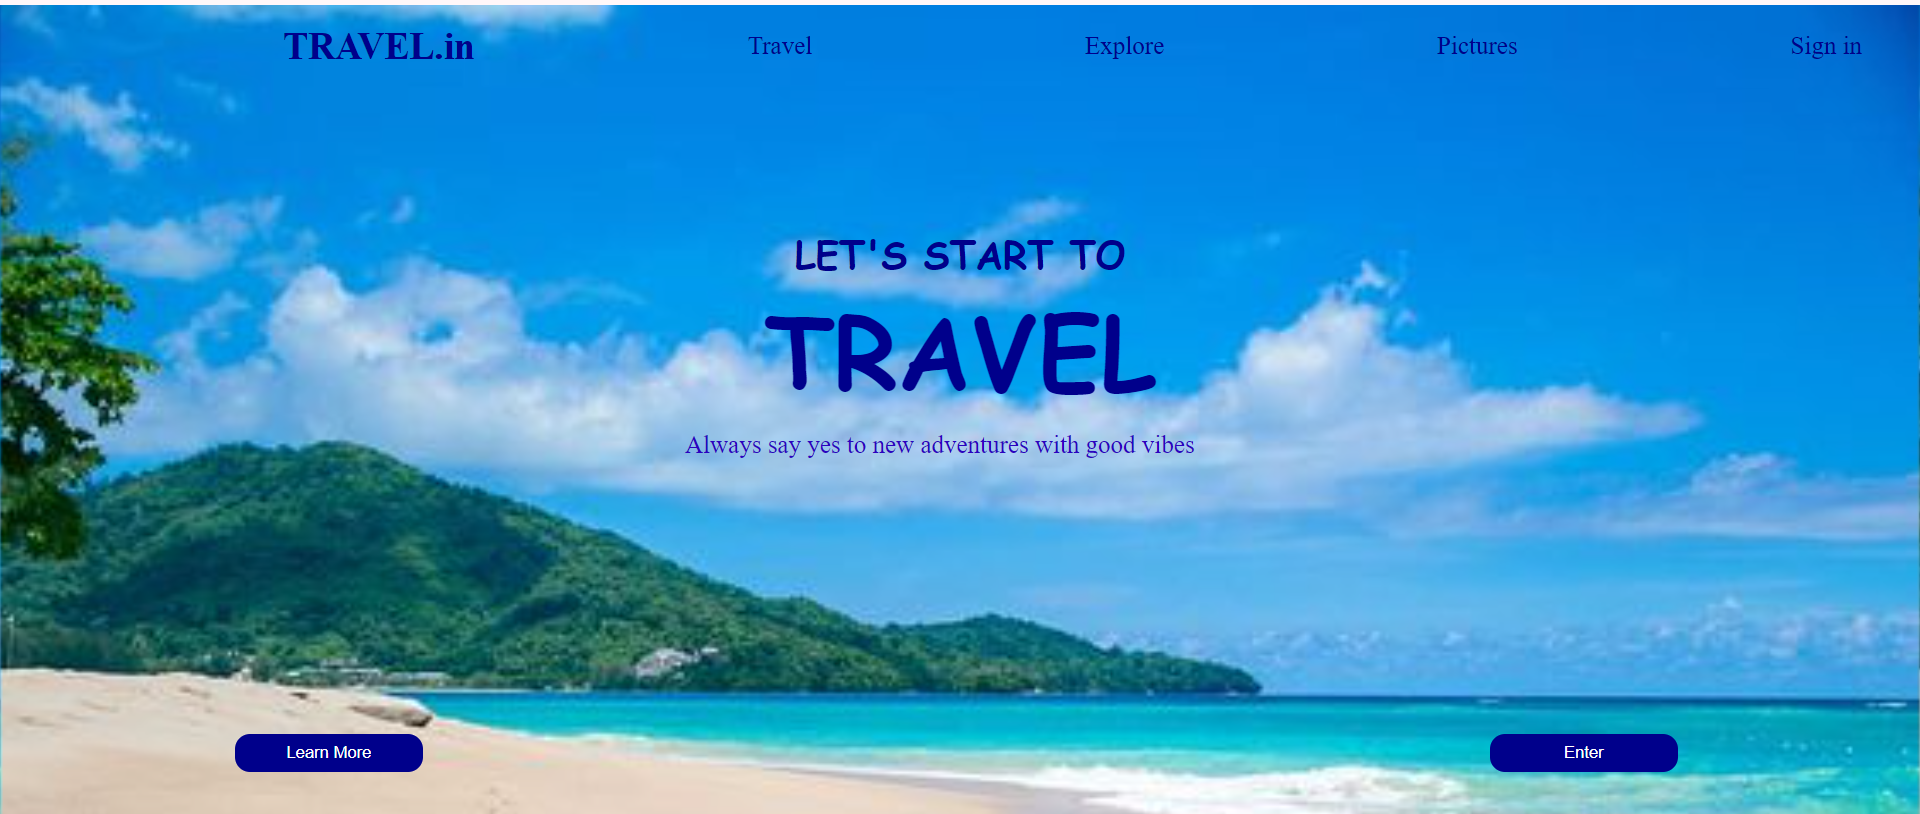 TRAVEL.in Travel Explore Pictures Sign in
LET'S START TO
TRAVEL
Always say yes to new adventures with good vibes
Learn More Enter